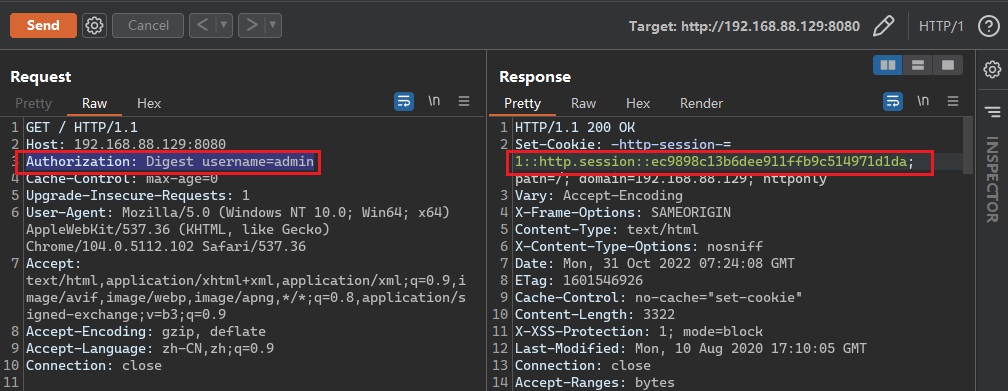 Send Cancel < > Target: http://192.168.88.129:8080 HTTP/1 ?
Request
Pretty Raw Hex \n
1 GET / HTTP/1.1
2 Host: 192.168.88.129:8080
3 Authorization: Digest username=admin
4 Cache-Control: max-age=0
5 Upgrade-Insecure-Requests: 1
6 User-Agent: Mozilla/5.0 (Windows NT 10.0; Win64; x64)
AppleWebKit/537.36 (KHTML, like Gecko)
Chrome/104.0.5112.102 Safari/537.36
7 Accept:
text/html,application/xhtml+xml,application/xml;q=0.9,i
mage/avif,image/webp,image/apng,*/*;q=0.8,application/s
igned-exchange;v=b3;q=0.9
8 Accept-Encoding: gzip, deflate
9 Accept-Language: zh-CN,zh;q=0.9
10 Connection: close
11
Response
Pretty Raw Hex Render \n
1 HTTP/1.1 200 OK
2 Set-Cookie: -http-session-=
1::http.session::ec9898c13b6dee911ffb9c514971d1da;
path=/; domain=192.168.88.129; httponly
3 Vary: Accept-Encoding
4 X-Frame-Options: SAMEORIGIN
5 Content-Type: text/html
6 X-Content-Type-Options: nosniff
7 Date: Mon, 31 Oct 2022 07:24:08 GMT
8 ETag: 1601546926
9 Cache-Control: no-cache="set-cookie"
10 Content-Length: 3322
11 X-XSS-Protection: 1; mode=block
12 Last-Modified: Mon, 10 Aug 2020 17:10:05 GMT
13 Connection: close
14 Accept-Ranges: bytes
INSPECTOR